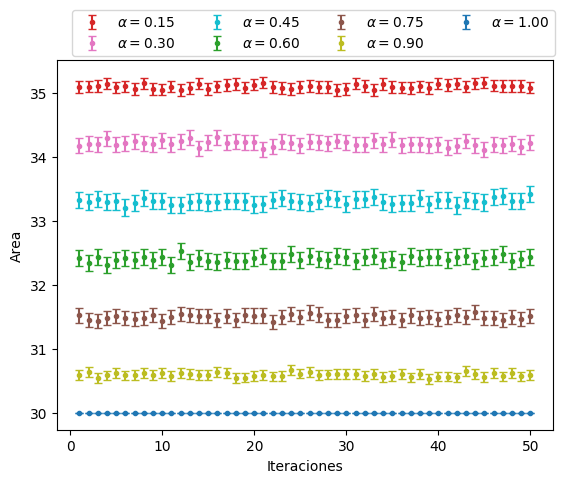 α = 0.15 α = 0.45 α = 0.75 α = 1.00
α = 0.30 α = 0.60 α = 0.90
35
34
33
32
31
30
Area
0 10 20 30 40 50
Iteraciones